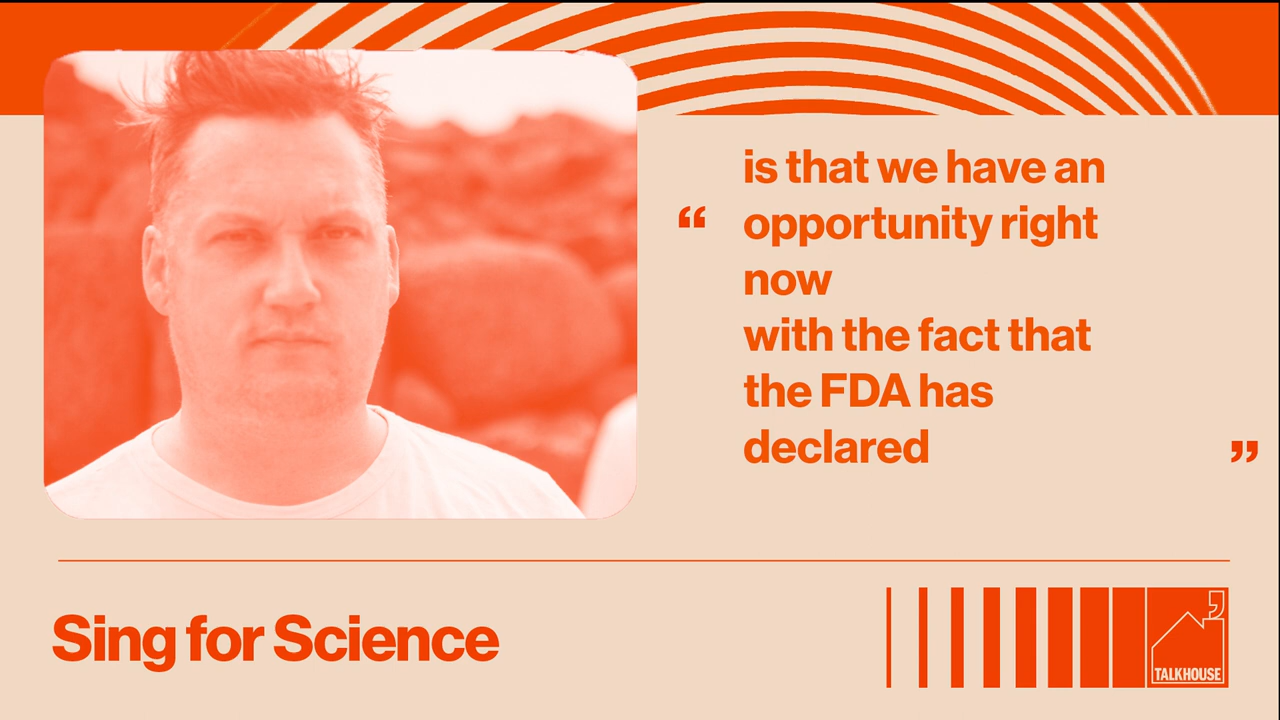 “
is that we have an
opportunity right
now
with the fact that
the FDA has
declared
”
Sing for Science
TALKHOUSE